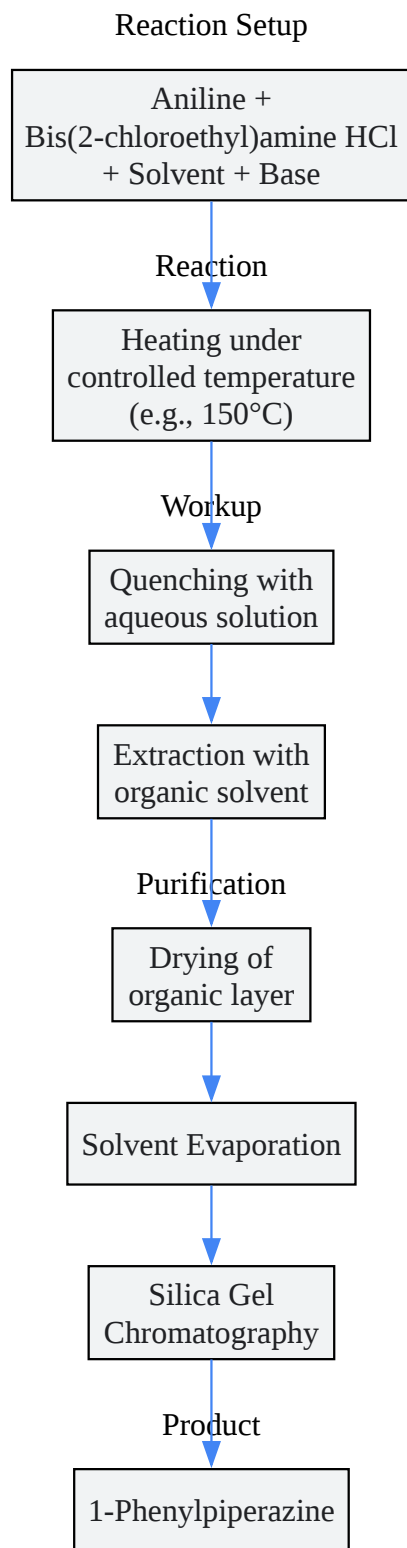 Reaction Setup
Aniline +
Bis(2-chloroethyl)amine HCl
+ Solvent + Base
Reaction
Heating under
controlled temperature
(e.g., 150°C)
Workup
Quenching with
aqueous solution
Extraction with
organic solvent
Purification
Drying of
organic layer
Solvent Evaporation
Silica Gel
Chromatography
Product
1-Phenylpiperazine